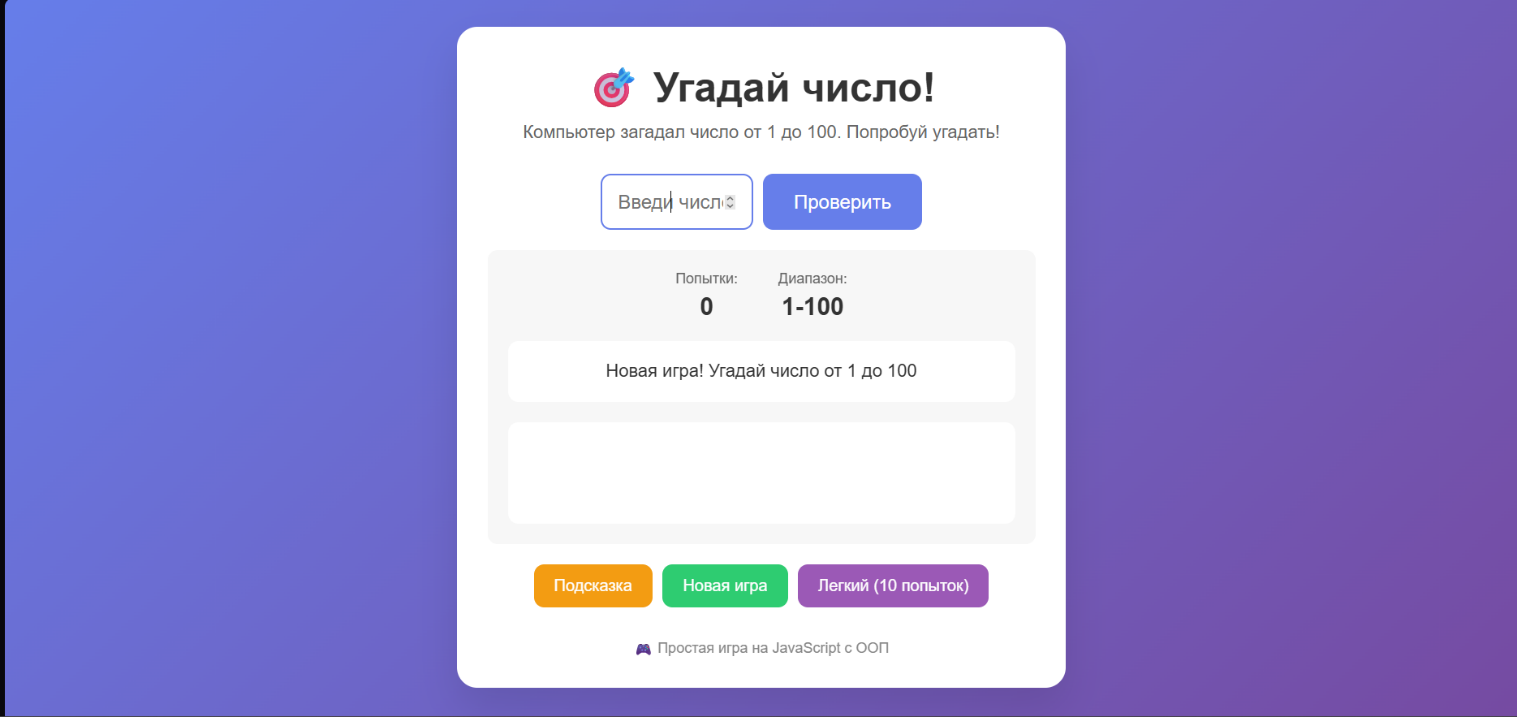 Угадай число!
Компьютер загадал число от 1 до 100. Попробуй угадать!
Введи числ
Проверить
Попытки: Диапазон:
0 1-100
Новая игра! Угадай число от 1 до 100
Подсказка Новая игра Легкий (10 попыток)
Простая игра на JavaScript с ООП